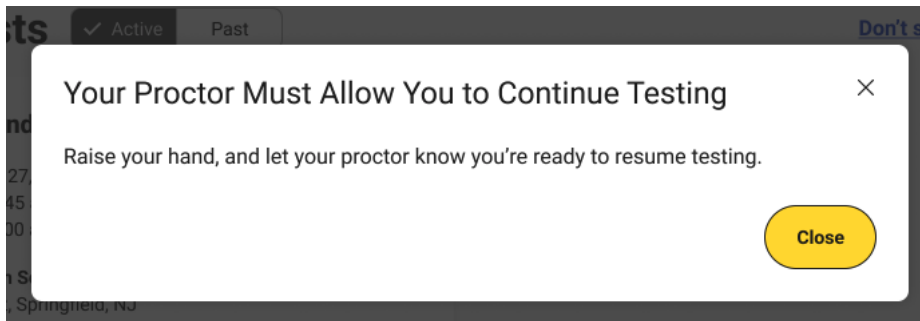 Active
Past
Your Proctor Must Allow You to Continue Testing
Raise your hand, and let your proctor know you’re ready to resume testing.
Close
Springfield, NJ